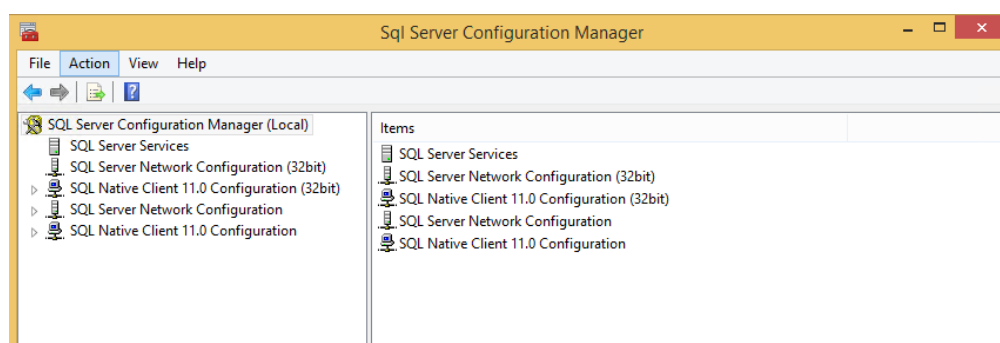 Sql Server Configuration Manager
File Action View Help
SQL Server Configuration Manager (Local)
SQL Server Services
SQL Server Network Configuration (32bit)
SQL Native Client 11.0 Configuration (32bit)
SQL Server Network Configuration
SQL Native Client 11.0 Configuration
Items
SQL Server Services
SQL Server Network Configuration (32bit)
SQL Native Client 11.0 Configuration (32bit)
SQL Server Network Configuration
SQL Native Client 11.0 Configuration